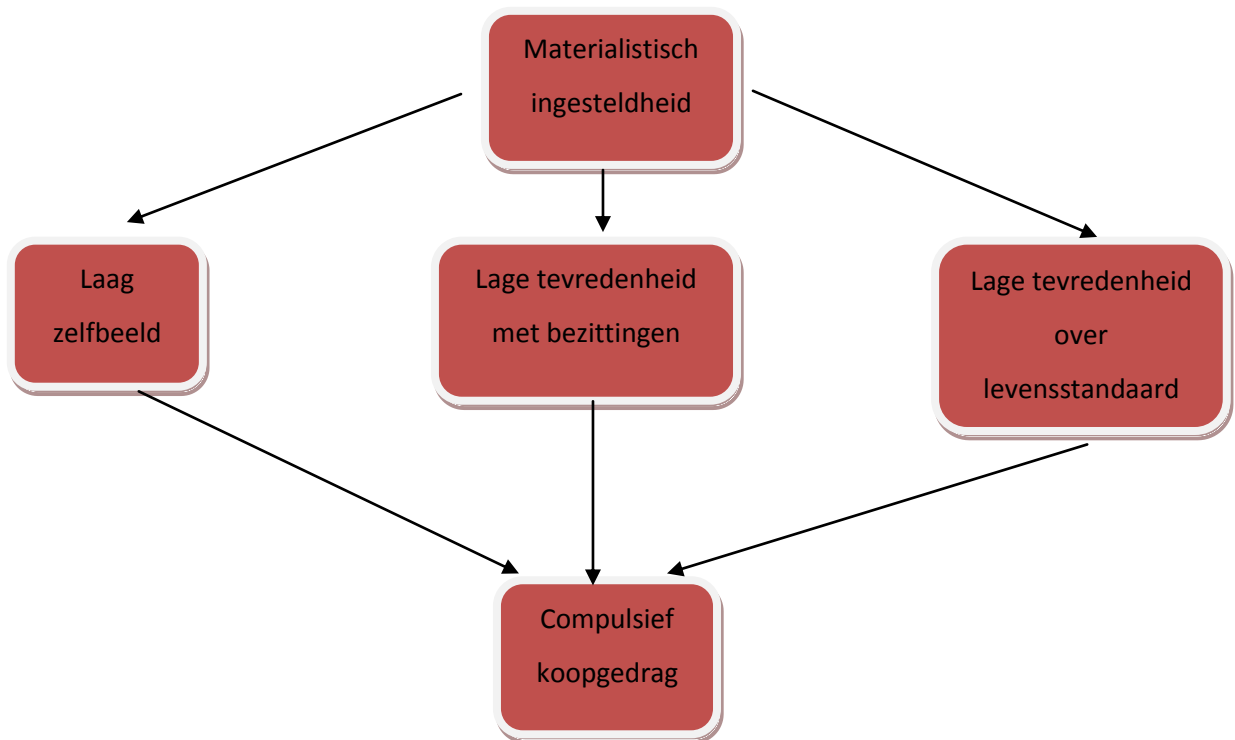 Materialistisch
ingesteldheid
Laag
zelfbeeld
Lage tevredenheid
met bezittingen
Lage tevredenheid
over
levensstandaard
Compulsief
koopgedrag